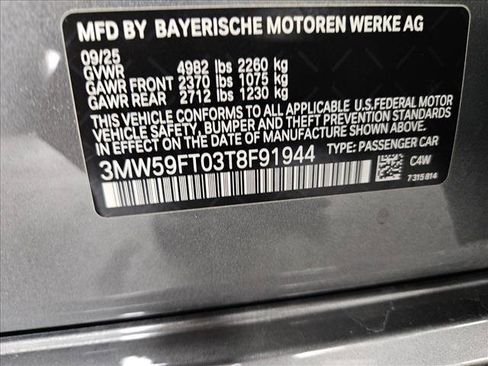 MFD BY BAYERISCHE MOTOREN WERKE AG
09/25
GVWR 4982 lbs 2260 kg
GAWR FRONT 2370 lbs 1075 kg
GAWR REAR 2712 lbs 1230 kg
THIS VEHICLE CONFORMS TO ALL APPLICABLE U.S.FEDERAL MOTOR
VEHICLE SAFETY, BUMPER, AND THEFT PREVENTION STANDARDS
IN EFFECT ON THE DATE OF MANUFACTURE SHOWN ABOVE.
3MW59FT03T8F91944 TYPE: PASSENGER CAR
C4W
7315814